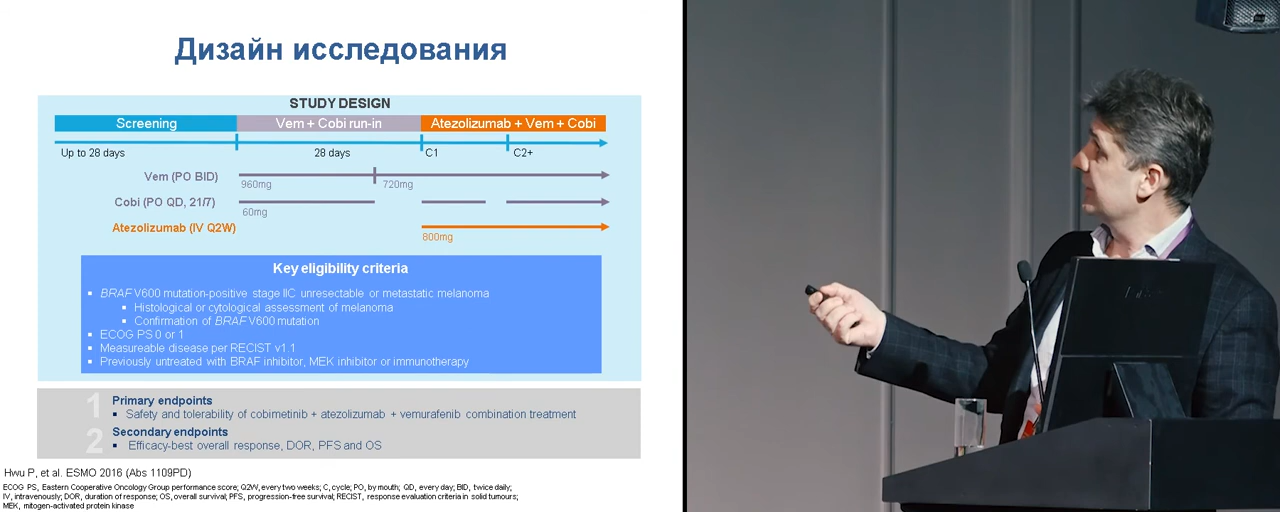 Дизайн исследования
STUDY DESIGN
Screening Vem + Cobi run-in Atezolizumab + Vem + Cobi
Up to 28 days 28 days C1 C2+
Vem (PO BID)
960mg 720mg
Cobi (PO QD, 21/7)
60mg
Atezolizumab (IV Q2W)
800mg
Key eligibility criteria
▪ BRAF V600 mutation-positive stage IIC unresectable or metastatic melanoma
▪ Histological or cytological assessment of melanoma
▪ Confirmation of BRAF V600 mutation
▪ ECOG PS 0 or 1
▪ Measureable disease per RECIST v1.1
▪ Previously untreated with BRAF inhibitor, MEK inhibitor or immunotherapy
1 Primary endpoints
▪ Safety and tolerability of cobimetinib + atezolizumab + vemurafenib combination treatment
2 Secondary endpoints
▪ Efficacy-best overall response, DOR, PFS and OS
Hwu P, et al. ESMO 2016 (Abs 1109PD)
ECOG PS, Eastern Cooperative Oncology Group performance score; Q2W, every two weeks; C, cycle; PO, by mouth; QD, every day; BID, twice daily;
IV, intravenously; DOR, duration of response; OS, overall survival; PFS, progression-free survival; RECIST, response evaluation criteria in solid tumours;
MEK, mitogen-activated protein kinase